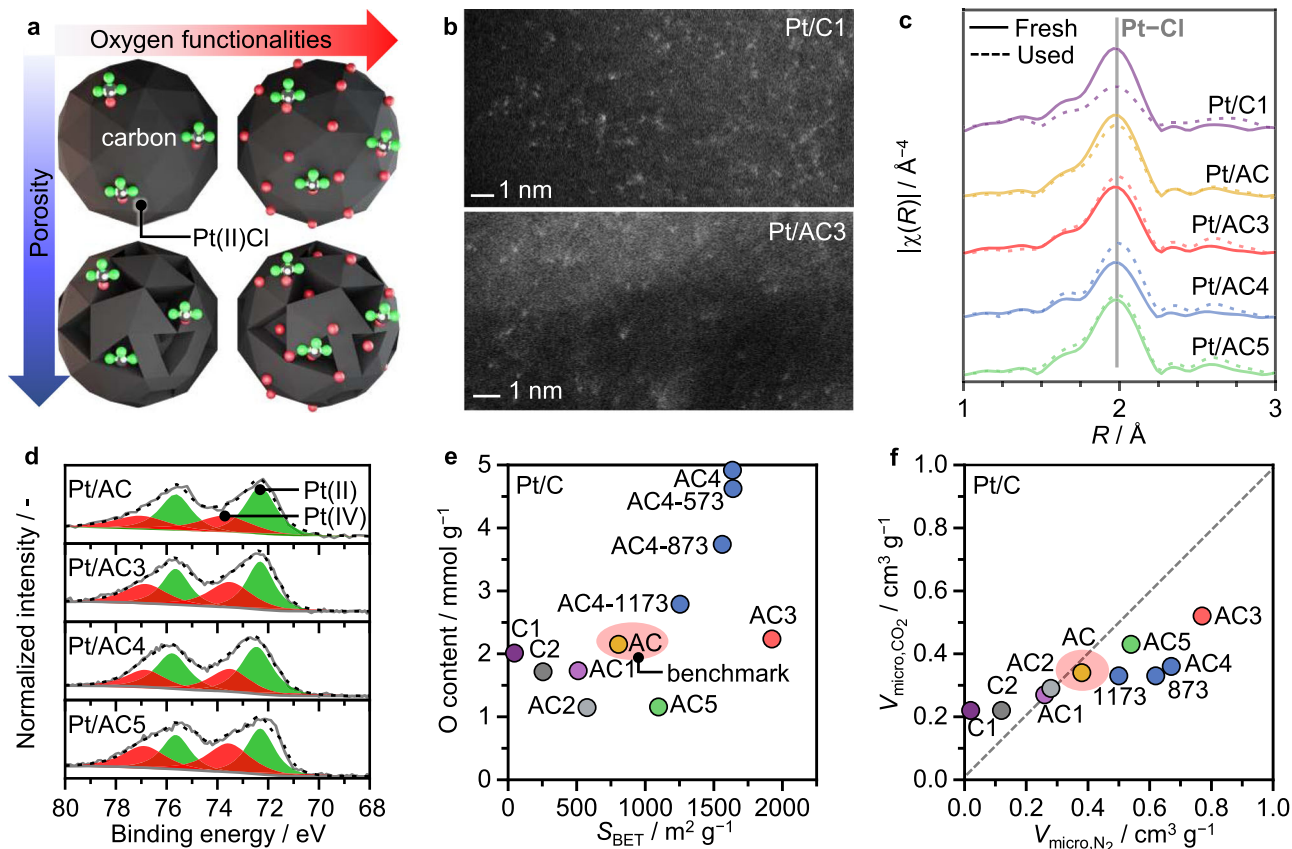 a
Oxygen functionalities
Porosity
carbon
Pt(II)Cl
b
Pt/C1
1 nm
Pt/AC3
1 nm
c
Fresh
Used
Pt−Cl
Pt/C1
Pt/AC
Pt/AC3
Pt/AC4
Pt/AC5
|χ(R)| / Å⁻⁴
1 2 3
R / Å
d
Pt/AC
Pt(II)
Pt(IV)
Pt/AC3
Pt/AC4
Pt/AC5
Normalized intensity / -
80 78 76 74 72 70 68
Binding energy / eV
e
Pt/C
AC4
AC4-573
AC4-873
AC4-1173
AC3
C1
C2
AC
AC1
benchmark
AC2
AC5
O content / mmol g⁻¹
5
4
3
2
1
0
0 500 1000 1500 2000
S_BET / m² g⁻¹
f
Pt/C
AC3
AC
AC5
AC4
AC2
1173
873
C2
AC1
C1
V_micro,CO₂ / cm³ g⁻¹
1.0
0.8
0.6
0.4
0.2
0.0
0.0 0.2 0.4 0.6 0.8 1.0
V_micro,N₂ / cm³ g⁻¹